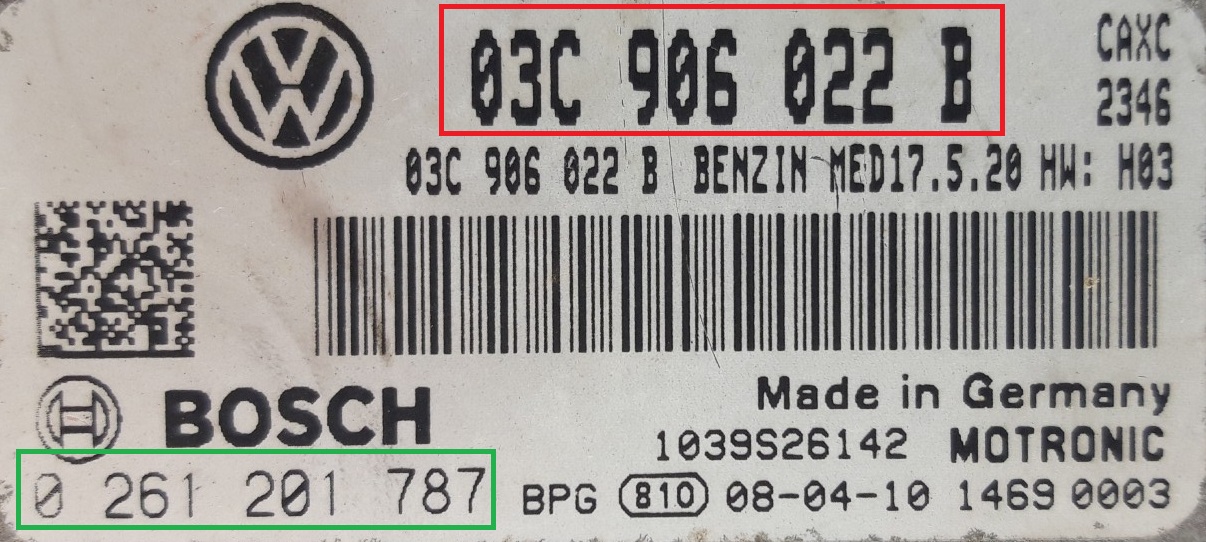 03C 906 022 B
CAXC
2346
03C 906 022 B BENZIN MED17.5.20 HW: H03
BOSCH
Made in Germany
1039S26142 MOTRONIC
0 261 201 787
BPG 810 08-04-10 1469 0003